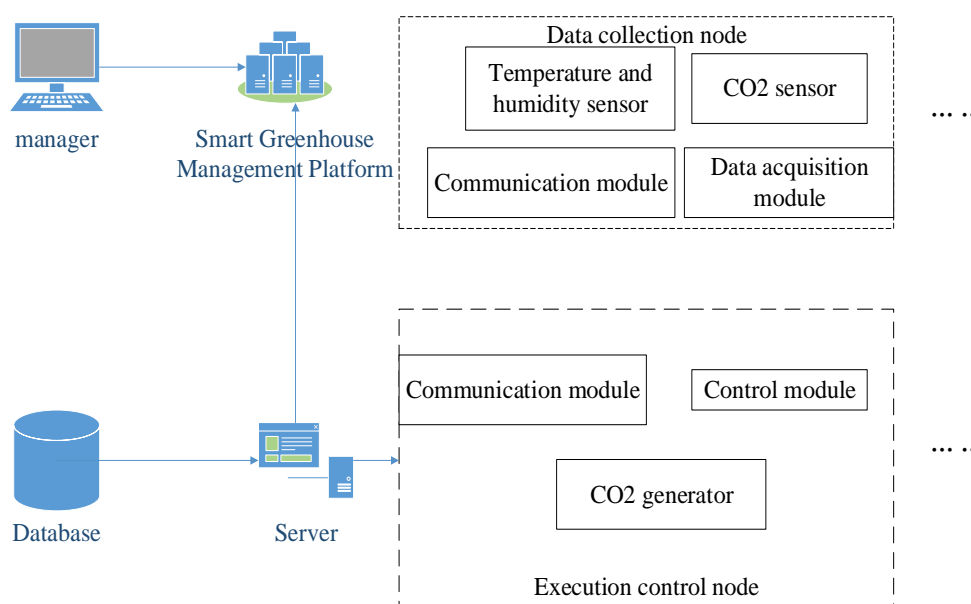 manager
Smart Greenhouse
Management Platform
Data collection node
Temperature and
humidity sensor
CO2 sensor
... ..
Communication module
Data acquisition
module
Communication module
Control module
... ..
CO2 generator
Database
Server
Execution control node